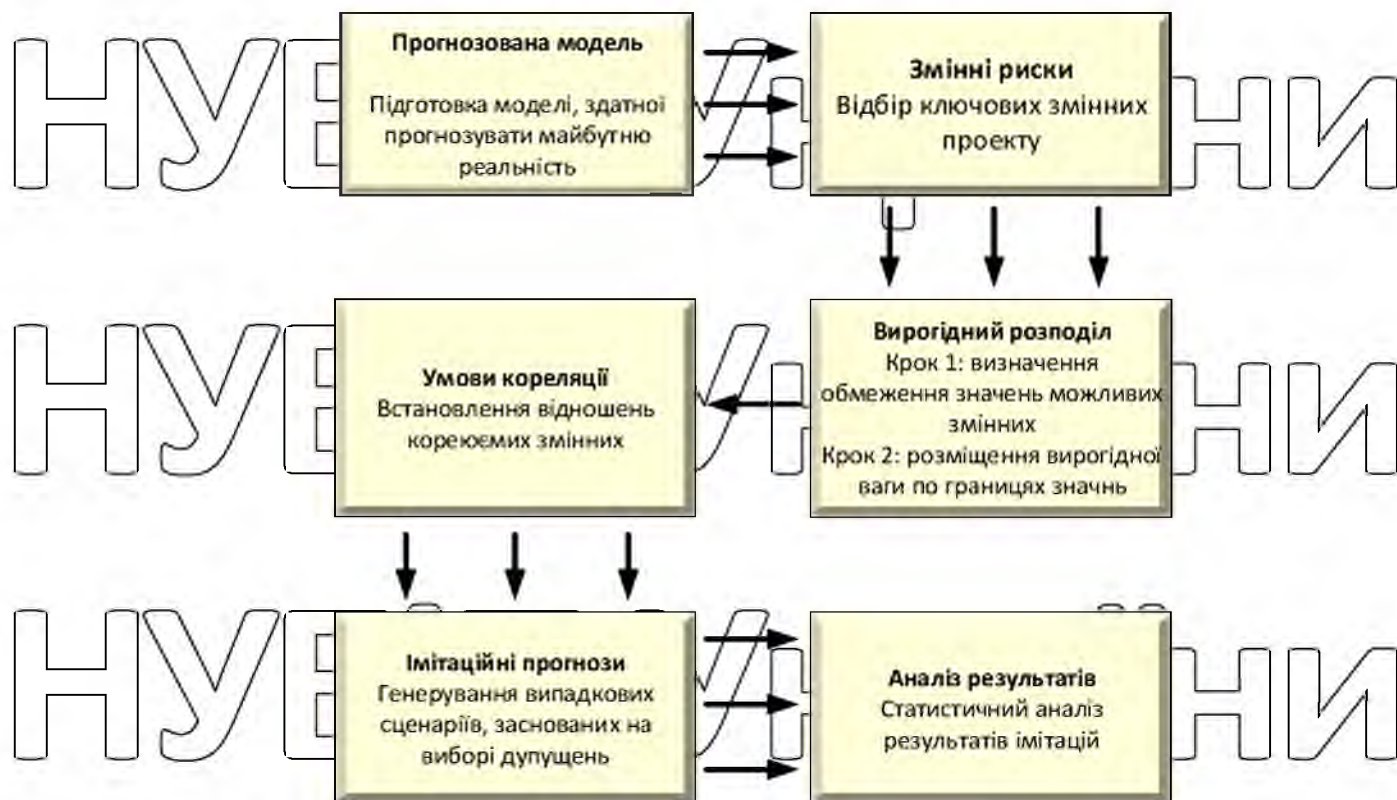 Прогнозована модель
Підготовка моделі, здатної
прогнозувати майбутню
реальність
Змінні риски
Відбір ключових змінних
проекту
Умови кореляції
Встановлення відношень
кореюємих змінних
Вирогідний розподіл
Крок 1: визначення
обмеження значень можливих
змінних
Крок 2: розміщення вирогідної
ваги по границях значнь
Імітаційні прогнози
Генерування випадкових
сценаріїв, заснованих на
виборі дупущень
Аналіз результатів
Статистичний аналіз
результатів імітацій